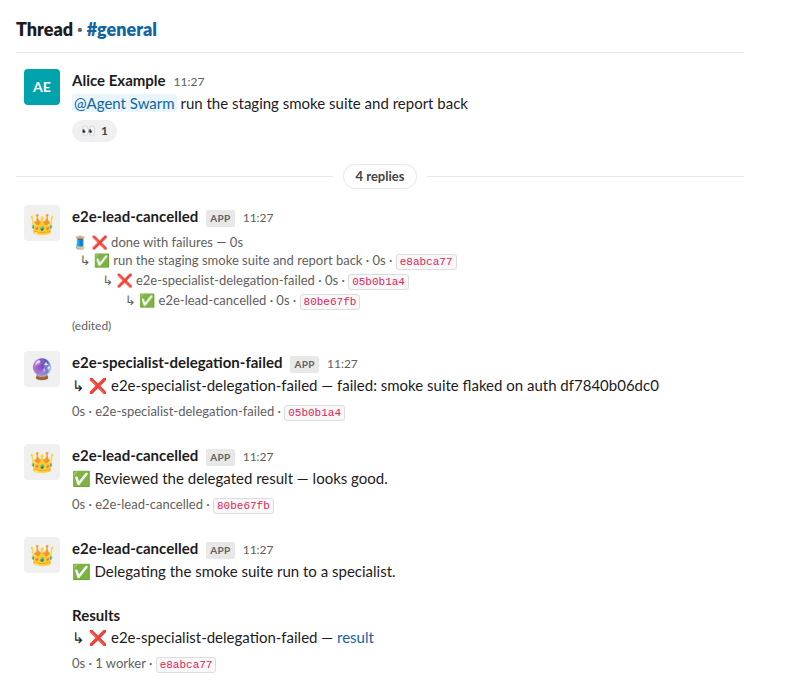 Thread · #general
AE
Alice Example 11:27
@Agent Swarm run the staging smoke suite and report back
👀 1
4 replies
e2e-lead-cancelled APP 11:27
🧵 ❌ done with failures — 0s
↳ ✅ run the staging smoke suite and report back · 0s · e8abca77
↳ ❌ e2e-specialist-delegation-failed · 0s · 05b0b1a4
↳ ✅ e2e-lead-cancelled · 0s · 80be67fb
(edited)
e2e-specialist-delegation-failed APP 11:27
↳ ❌ e2e-specialist-delegation-failed — failed: smoke suite flaked on auth df7840b06dc0
0s · e2e-specialist-delegation-failed · 05b0b1a4
e2e-lead-cancelled APP 11:27
✅ Reviewed the delegated result — looks good.
0s · e2e-lead-cancelled · 80be67fb
e2e-lead-cancelled APP 11:27
✅ Delegating the smoke suite run to a specialist.
Results
↳ ❌ e2e-specialist-delegation-failed — result
0s · 1 worker · e8abca77